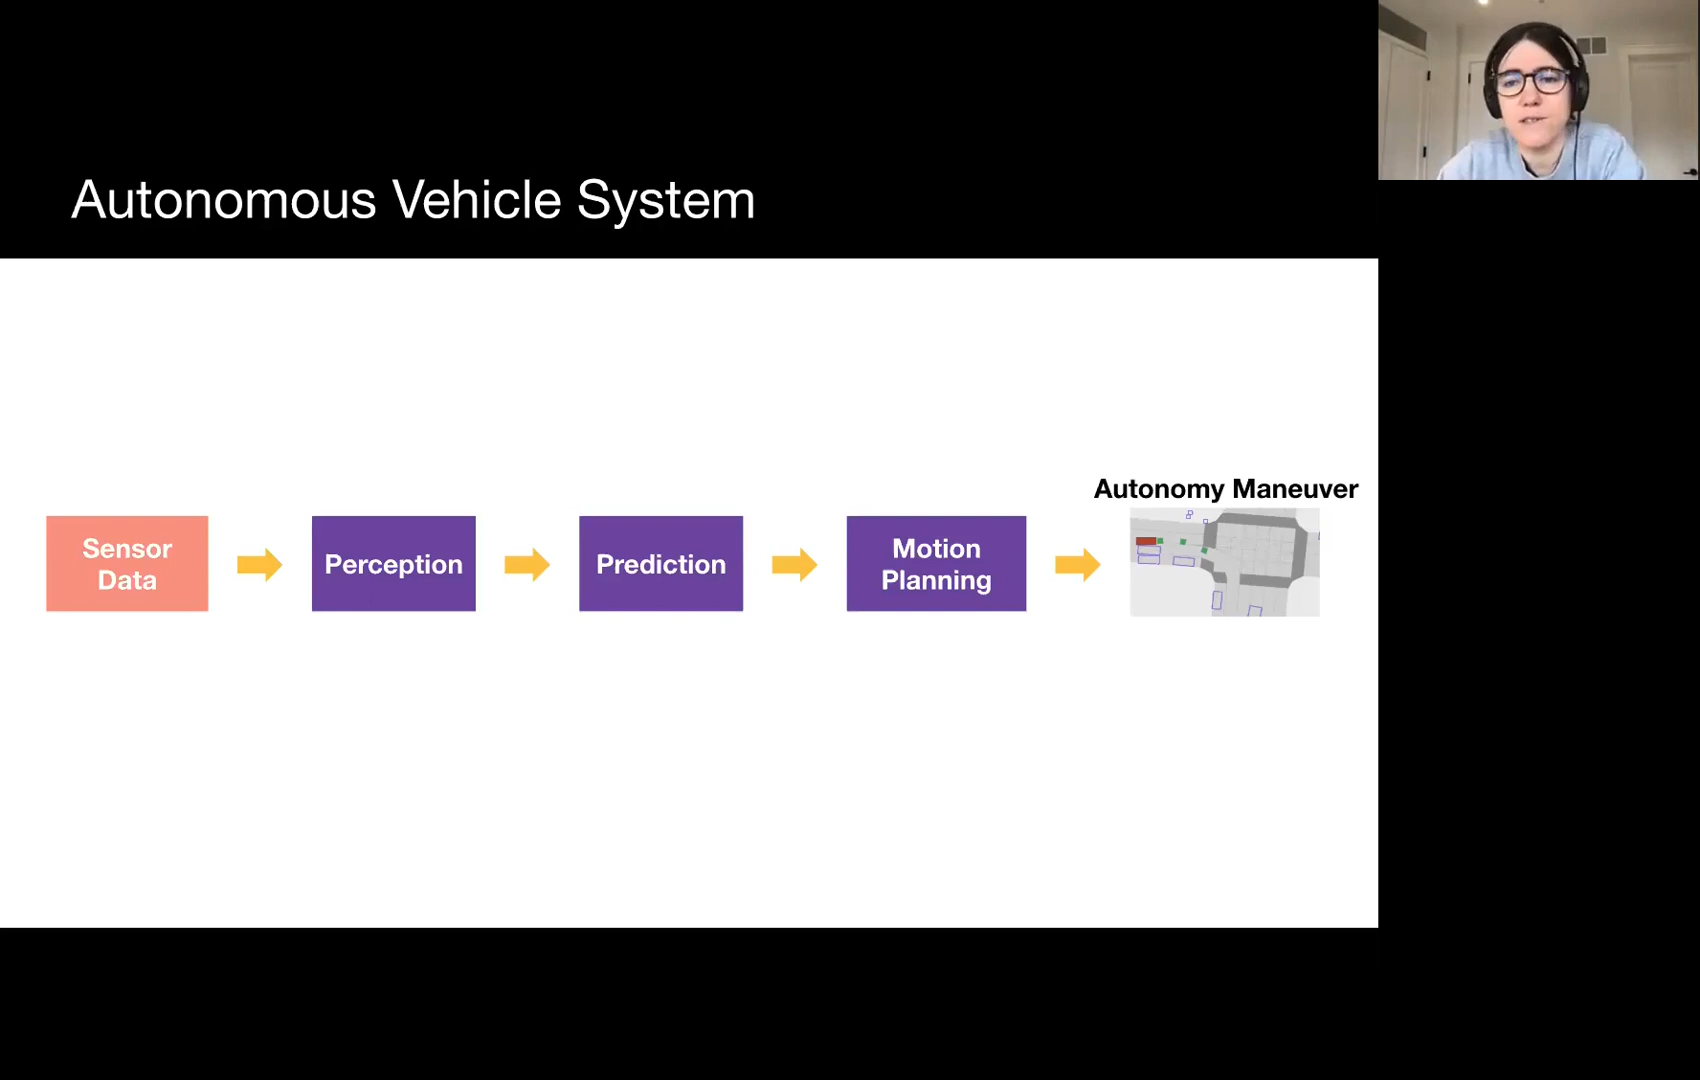 Autonomous Vehicle System
Sensor
Data
Perception
Prediction
Motion
Planning
Autonomy Maneuver